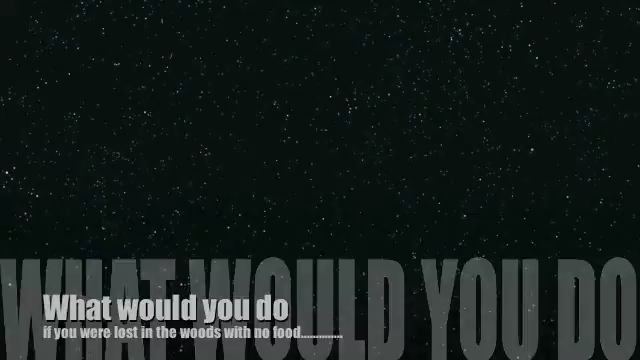 WHAT WOULD YOU DO
What would you do
if you were lost in the woods with no food..............